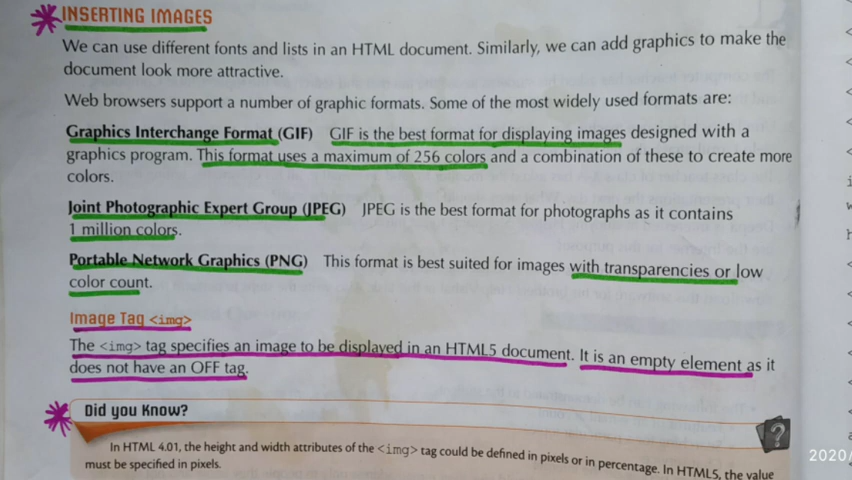 INSERTING IMAGES
We can use different fonts and lists in an HTML document. Similarly, we can add graphics to make the
document look more attractive.
Web browsers support a number of graphic formats. Some of the most widely used formats are:
Graphics Interchange Format (GIF) GIF is the best format for displaying images designed with a
graphics program. This format uses a maximum of 256 colors and a combination of these to create more
colors.
Joint Photographic Expert Group (JPEG) JPEG is the best format for photographs as it contains
1 million colors.
Portable Network Graphics (PNG) This format is best suited for images with transparencies or low
color count.
Image Tag <img>
The <img> tag specifies an image to be displayed in an HTML5 document. It is an empty element as it
does not have an OFF tag.
Did you Know?
?
In HTML 4.01, the height and width attributes of the <img> tag could be defined in pixels or in percentage. In HTML5, the value
must be specified in pixels.
2020/